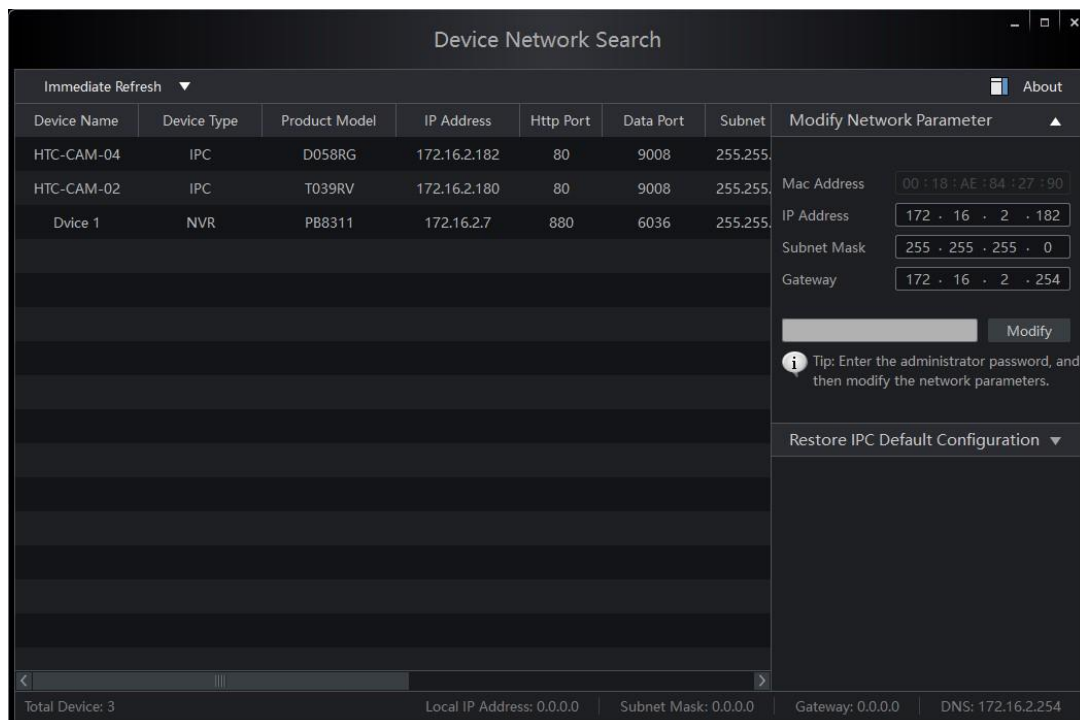 Device Network Search
Immediate Refresh ▼ About
Device Name Device Type Product Model IP Address Http Port Data Port Subnet
HTC-CAM-04 IPC D058RG 172.16.2.182 80 9008 255.255.
HTC-CAM-02 IPC T039RV 172.16.2.180 80 9008 255.255.
Dvice 1 NVR PB8311 172.16.2.7 880 6036 255.255.
Modify Network Parameter ▲
Mac Address 00 : 18 : AE : 84 : 27 : 90
IP Address 172 . 16 . 2 . 182
Subnet Mask 255 . 255 . 255 . 0
Gateway 172 . 16 . 2 . 254
Modify
Tip: Enter the administrator password, and
then modify the network parameters.
Restore IPC Default Configuration ▼
Total Device: 3 Local IP Address: 0.0.0.0 Subnet Mask: 0.0.0.0 Gateway: 0.0.0.0 DNS: 172.16.2.254